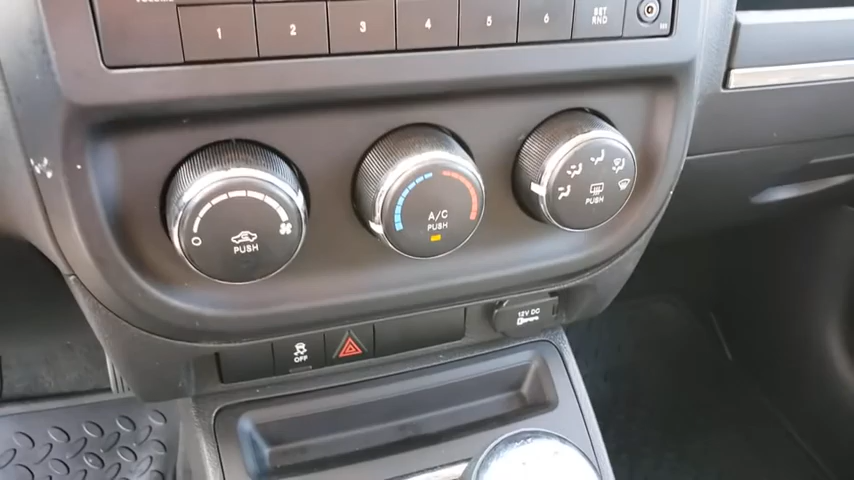 1 2 3 4 5 6 SET
RND
PUSH
A/C
PUSH
PUSH
OFF
12V DC